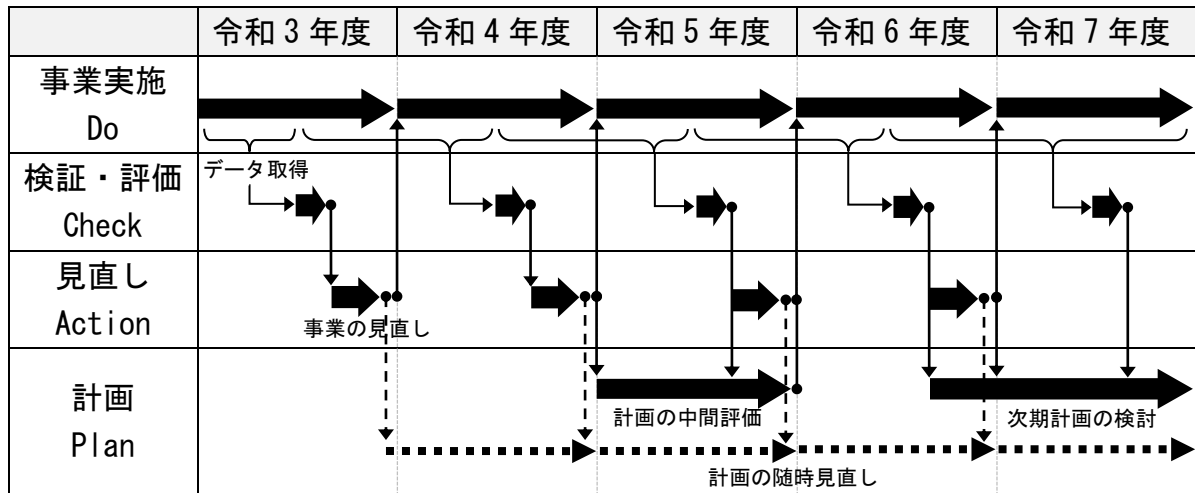 令和３年度
令和４年度
令和５年度
令和６年度
令和７年度
事業実施
Do
検証・評価
Check
データ取得
見直し
Action
事業の見直し
計画
Plan
計画の中間評価
次期計画の検討
計画の随時見直し